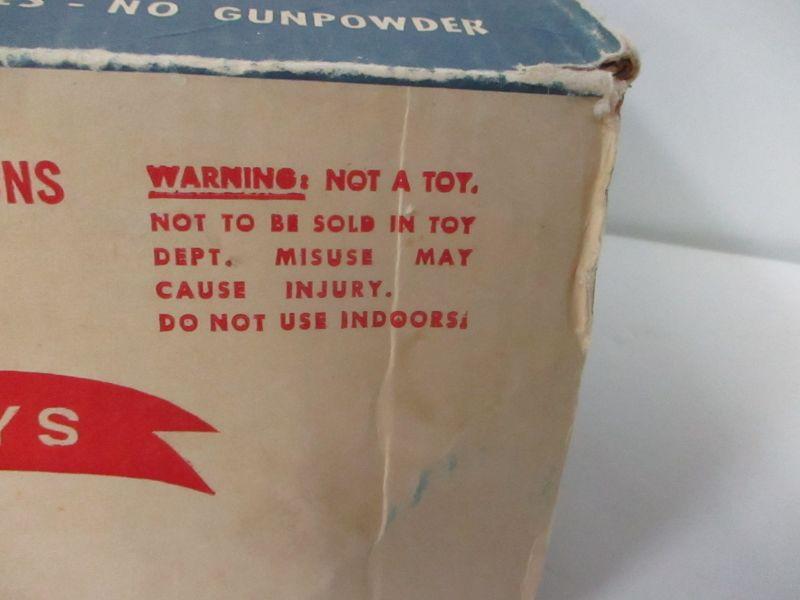 - NO GUNPOWDER
WARNING: NOT A TOY.
NOT TO BE SOLD IN TOY
DEPT. MISUSE MAY
CAUSE INJURY.
DO NOT USE INDOORS.